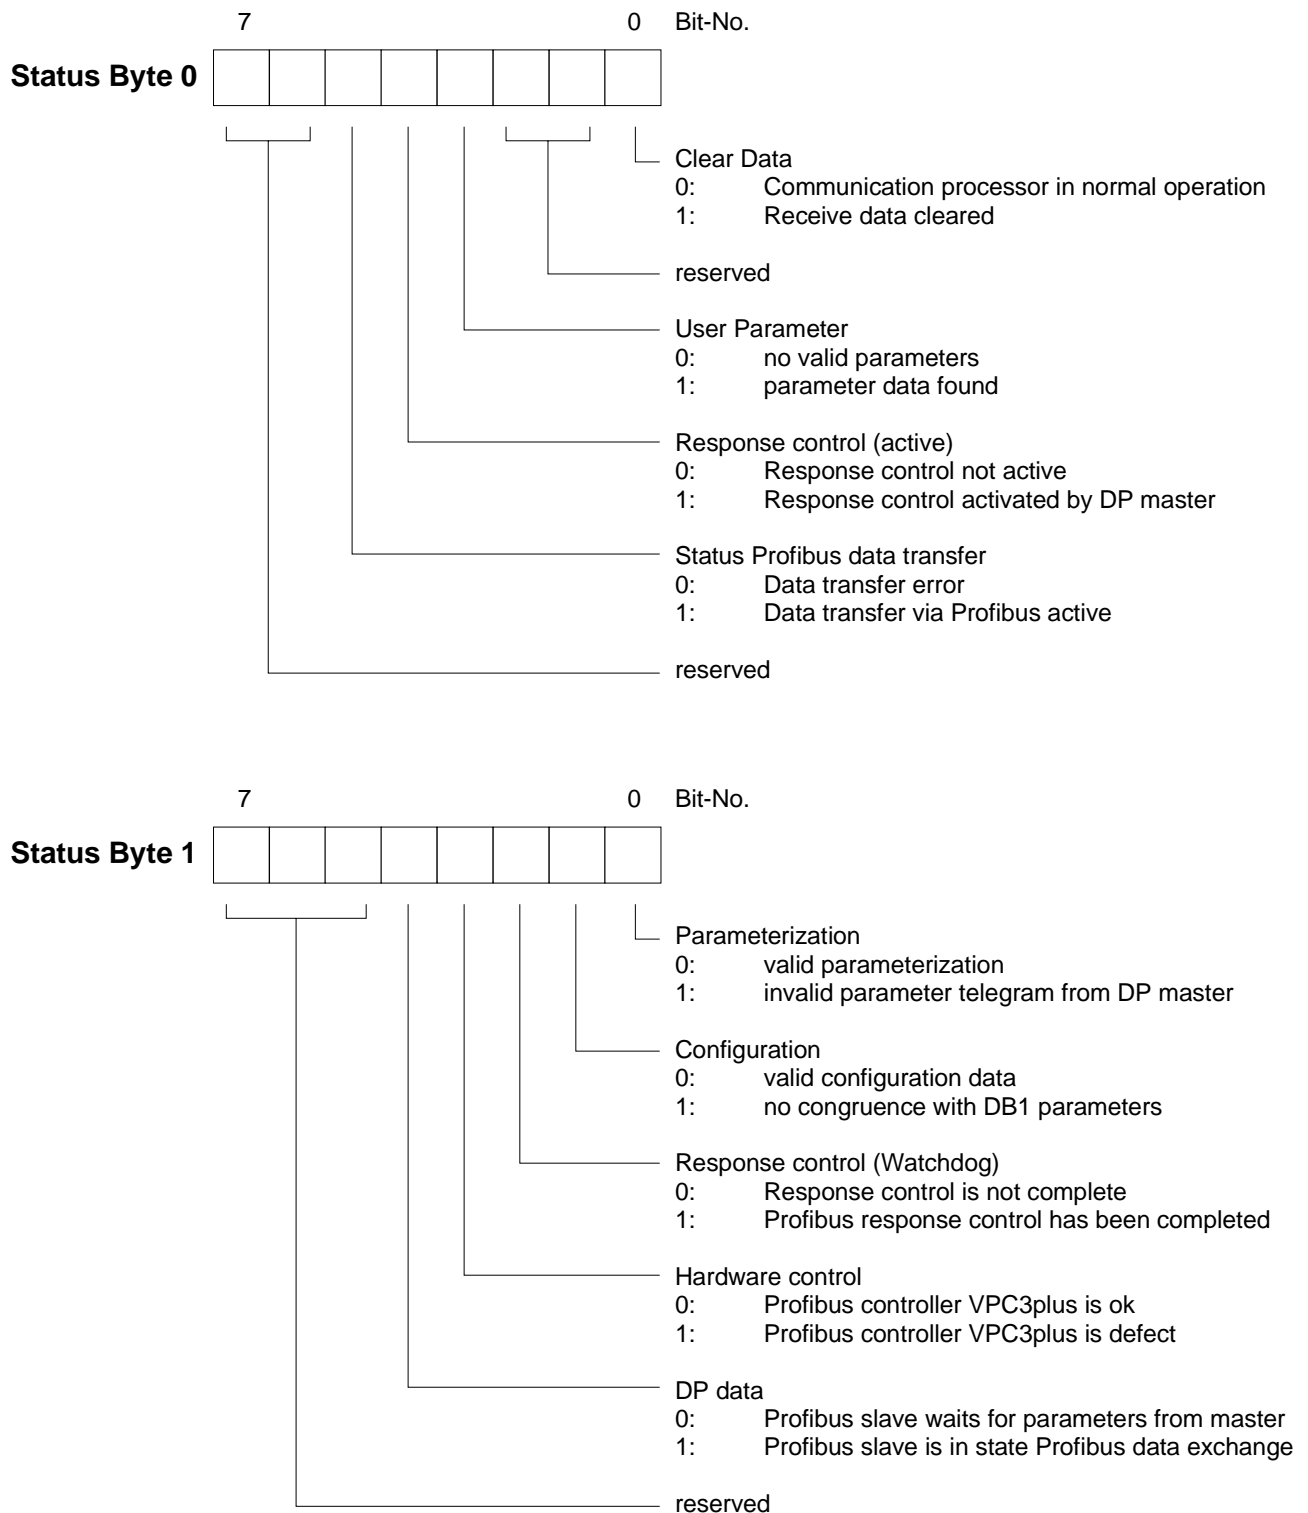 7 0 Bit-No.
Status Byte 0
Clear Data
0: Communication processor in normal operation
1: Receive data cleared
reserved
User Parameter
0: no valid parameters
1: parameter data found
Response control (active)
0: Response control not active
1: Response control activated by DP master
Status Profibus data transfer
0: Data transfer error
1: Data transfer via Profibus active
reserved
7 0 Bit-No.
Status Byte 1
Parameterization
0: valid parameterization
1: invalid parameter telegram from DP master
Configuration
0: valid configuration data
1: no congruence with DB1 parameters
Response control (Watchdog)
0: Response control is not complete
1: Profibus response control has been completed
Hardware control
0: Profibus controller VPC3plus is ok
1: Profibus controller VPC3plus is defect
DP data
0: Profibus slave waits for parameters from master
1: Profibus slave is in state Profibus data exchange
reserved